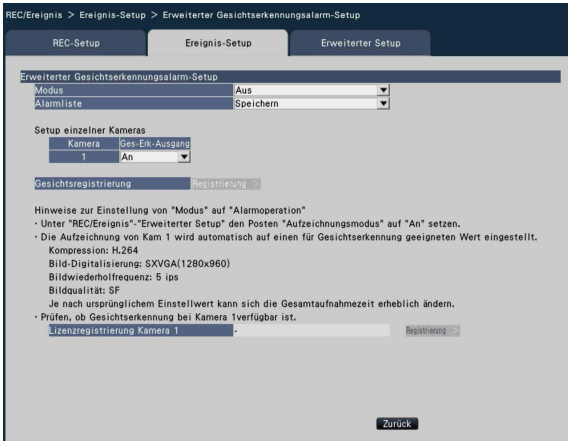 REC/Ereignis > Ereignis-Setup > Erweiterter Gesichtserkennungsalarm-Setup
REC-Setup Ereignis-Setup Erweiterter Setup
Erweiterter Gesichtserkennungsalarm-Setup
Modus Aus
Alarmliste Speichern
Setup einzelner Kameras
Kamera Ges-Erk-Ausgang
1 An
Gesichtsregistrierung Registrierung >
Hinweise zur Einstellung von "Modus" auf "Alarmoperation"
· Unter "REC/Ereignis"-"Erweiterter Setup" den Posten "Aufzeichnungsmodus" auf "An" setzen.
· Die Aufzeichnung von Kam 1 wird automatisch auf einen für Gesichtserkennung geeigneten Wert eingestellt.
Kompression: H.264
Bild-Digitalisierung: SXVGA(1280x960)
Bildwiederholfrequenz: 5 ips
Bildqualität: SF
Je nach ursprünglichem Einstellwert kann sich die Gesamtaufnahmezeit erheblich ändern.
· Prüfen, ob Gesichtserkennung bei Kamera 1verfügbar ist.
Lizenzregistrierung Kamera 1 - Registrierung >
Zurück